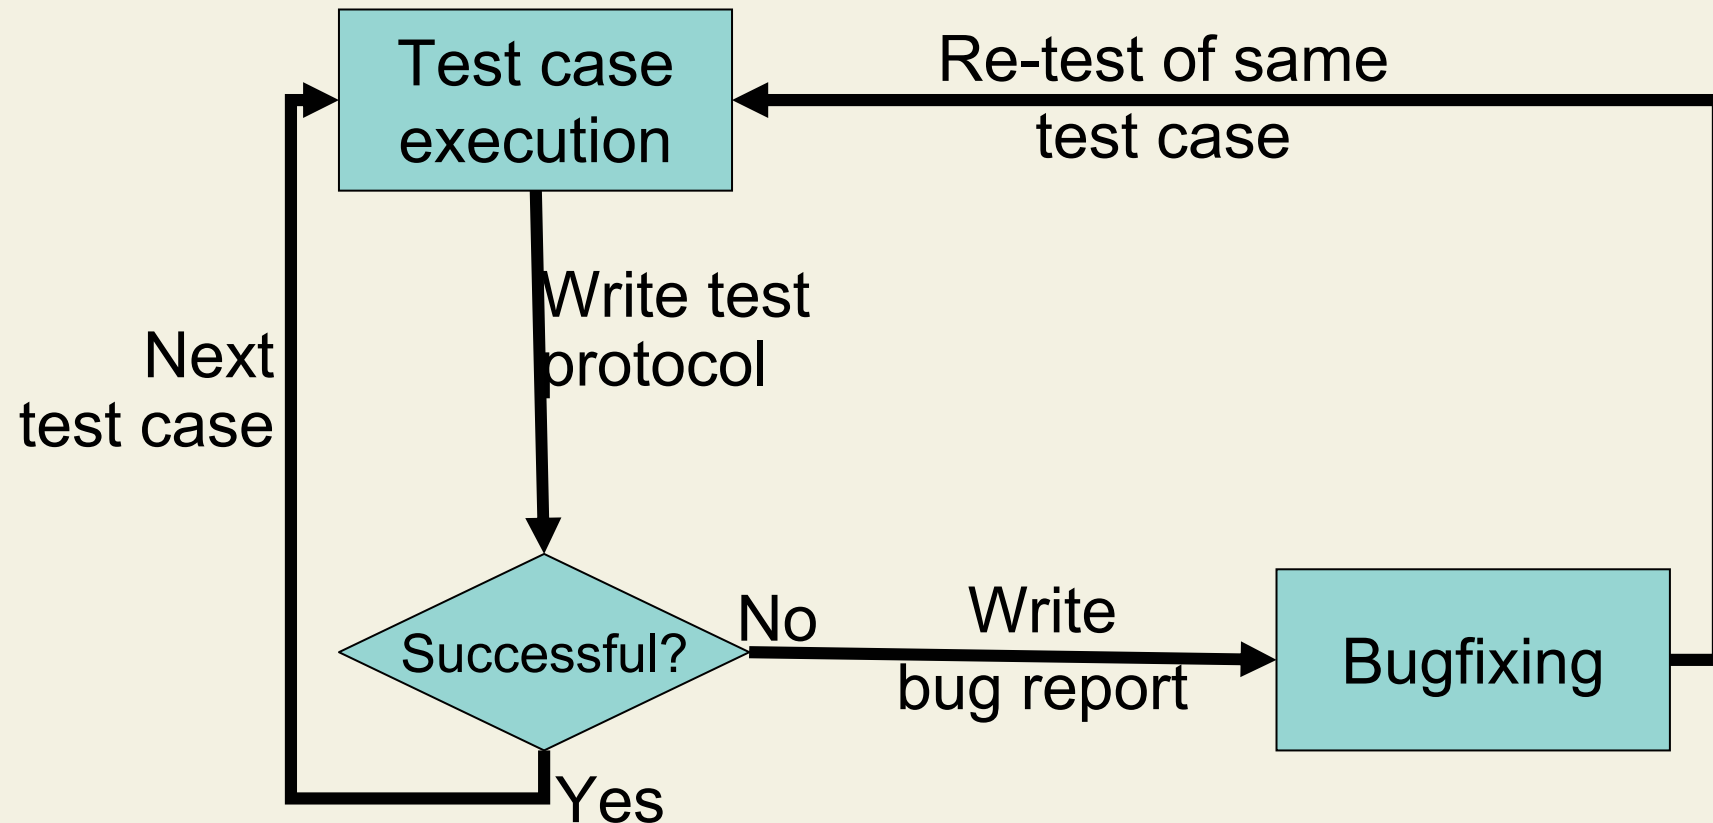 Test case
execution
Re-test of same
test case
Write test
protocol
Next
test case
Successful?
No
Write
bug report
Bugfixing
Yes